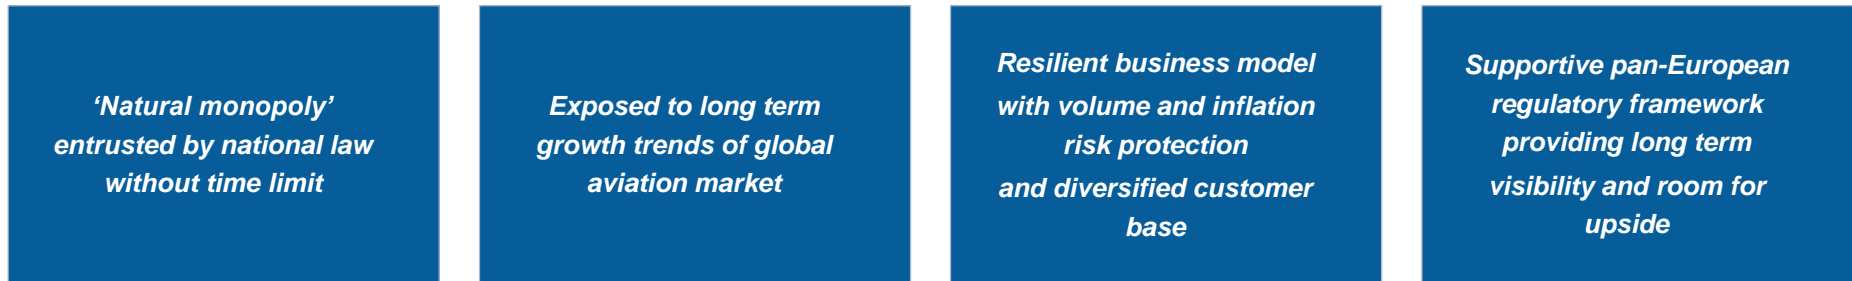 ‘Natural monopoly’
entrusted by national law
without time limit
Exposed to long term
growth trends of global
aviation market
Resilient business model
with volume and inflation
risk protection
and diversified customer
base
Supportive pan-European
regulatory framework
providing long term
visibility and room for
upside